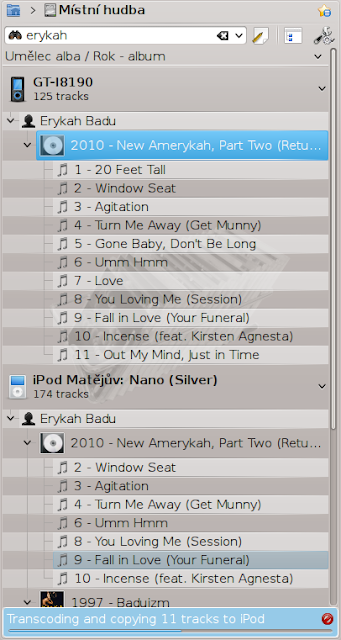 Místní hudba
erykah
Umělec alba / Rok - album
GT-I8190
125 tracks
Erykah Badu
2010 - New Amerykah, Part Two (Retu...
1 - 20 Feet Tall
2 - Window Seat
3 - Agitation
4 - Turn Me Away (Get Munny)
5 - Gone Baby, Don't Be Long
6 - Umm Hmm
7 - Love
8 - You Loving Me (Session)
9 - Fall in Love (Your Funeral)
10 - Incense (feat. Kirsten Agnesta)
11 - Out My Mind, Just in Time
iPod Matějův: Nano (Silver)
174 tracks
Erykah Badu
2010 - New Amerykah, Part Two (Retu...
2 - Window Seat
3 - Agitation
4 - Turn Me Away (Get Munny)
6 - Umm Hmm
8 - You Loving Me (Session)
9 - Fall in Love (Your Funeral)
10 - Incense (feat. Kirsten Agnesta)
1997 - Baduizm
Transcoding and copying 11 tracks to iPod